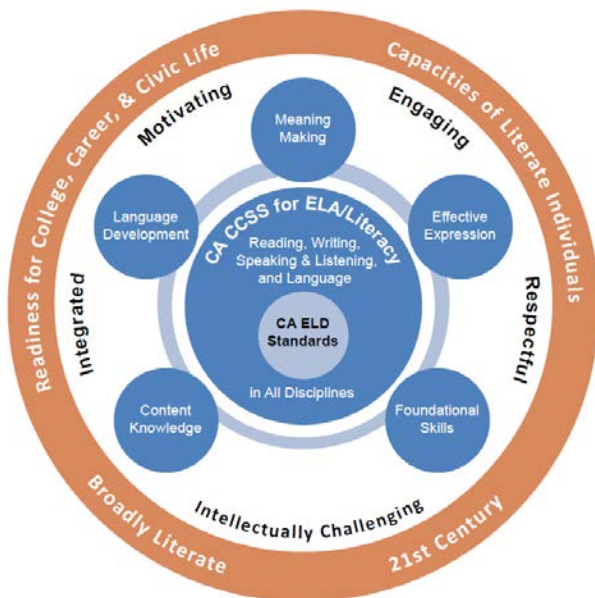 Readiness for College, Career, & Civic Life
Capacities of Literate Individuals
Broadly Literate
21st Century
Motivating
Engaging
Integrated
Respectful
Intellectually Challenging
Meaning
Making
Language
Development
Effective
Expression
Content
Knowledge
Foundational
Skills
CA CCSS for ELA/Literacy
Reading, Writing,
Speaking & Listening,
and Language
CA ELD
Standards
in All Disciplines